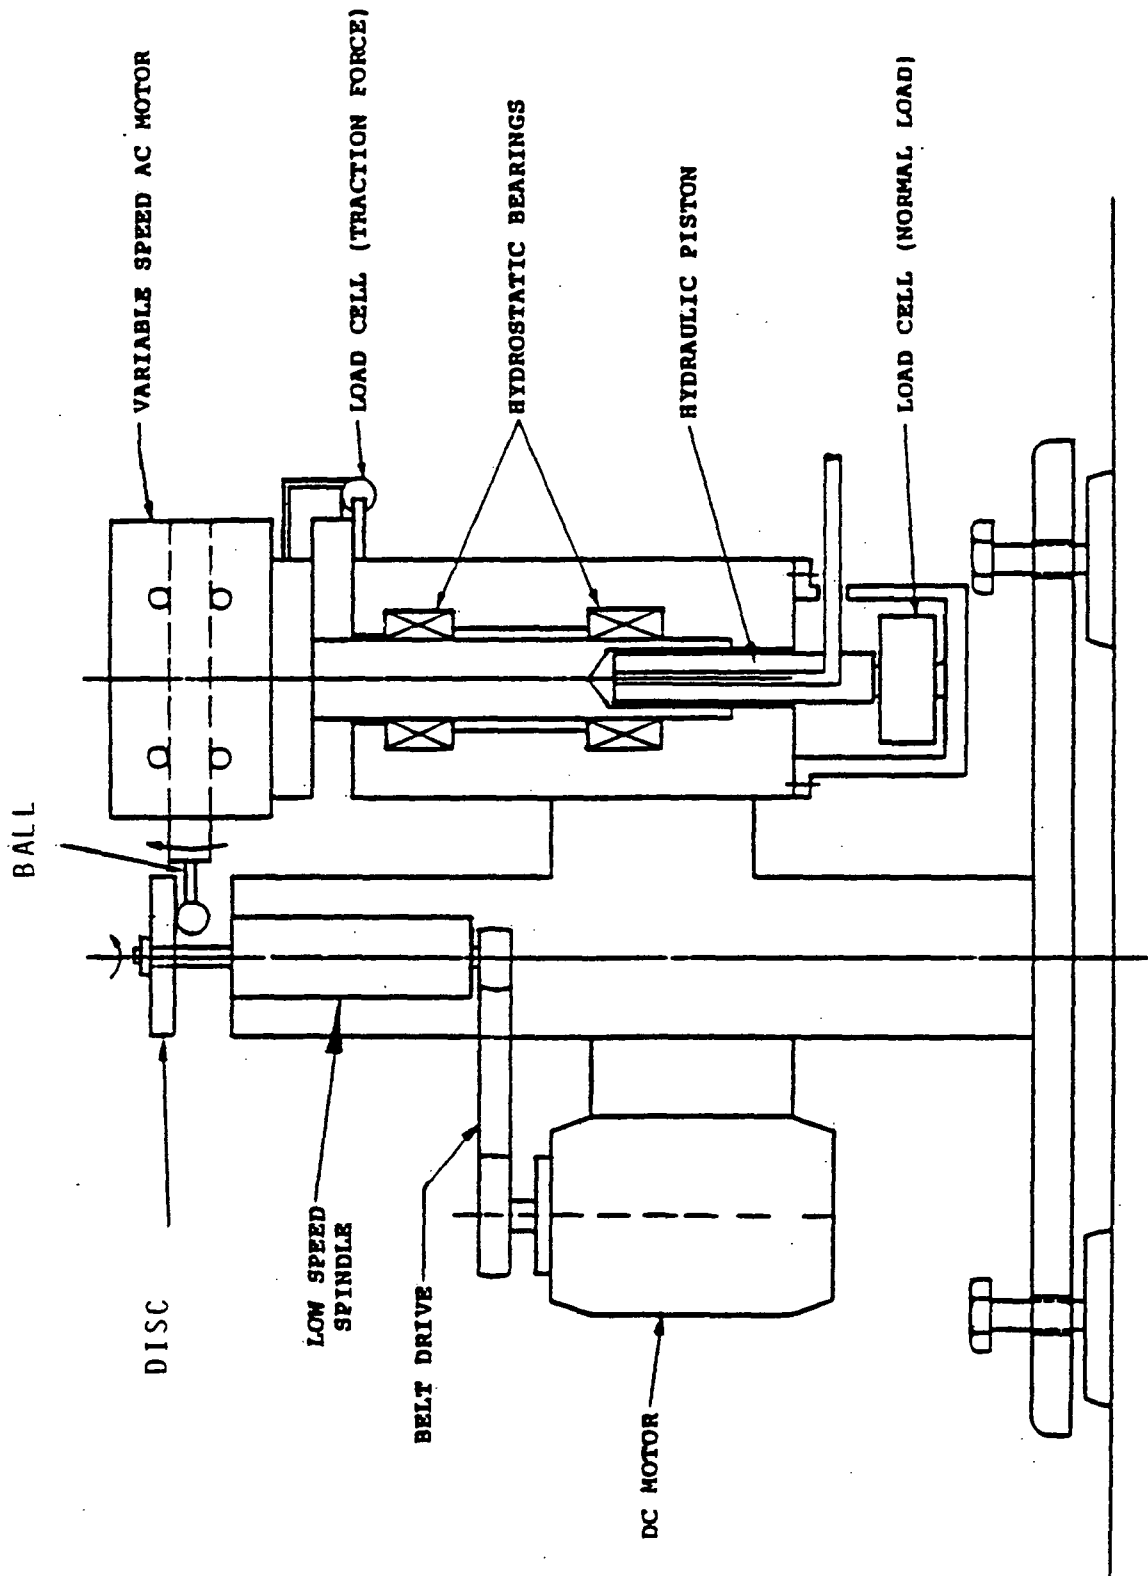 BALL
DISC
VARIABLE SPEED AC MOTOR
LOAD CELL (TRACTION FORCE)
LOW SPEED
SPINDLE
HYDROSTATIC BEARINGS
BELT DRIVE
HYDRAULIC PISTON
DC MOTOR
LOAD CELL (NORMAL LOAD)